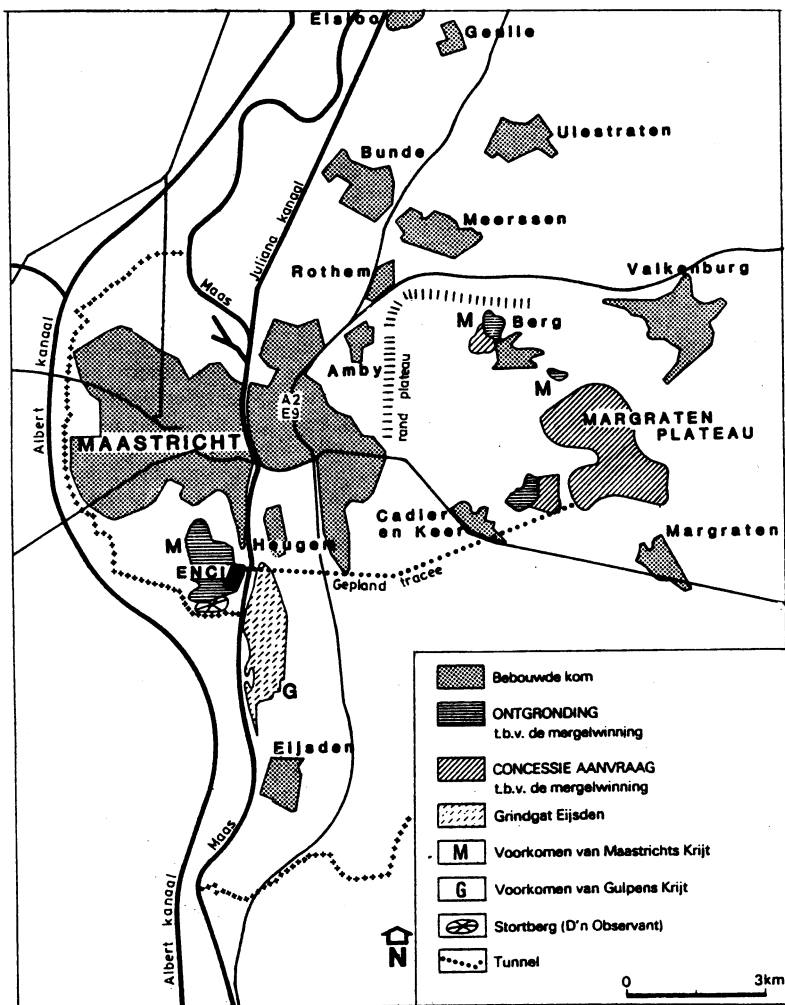 Elsloo
Geulle
Ulestraten
Bunde
Meerssen
Juliana kanaal
Rothem
Valkenburg
Maas
M
Berg
Albert kanaal
Amby
rand plateau
M
A2
E9
MARGRATEN
PLATEAU
MAASTRICHT
Cadier
en Keer
Margraten
M
Heugem
ENCI
Gepland tracee
G
Eijsden
Maas
Albert kanaal
N
Bebouwde kom
ONTGRONDING
t.b.v. de mergelwinning
CONCESSIE AANVRAAG
t.b.v. de mergelwinning
Grindgat Eijsden
M Voorkomen van Maastrichts Krijt
G Voorkomen van Gulpens Krijt
Stortberg (D'n Observant)
Tunnel
0 3km